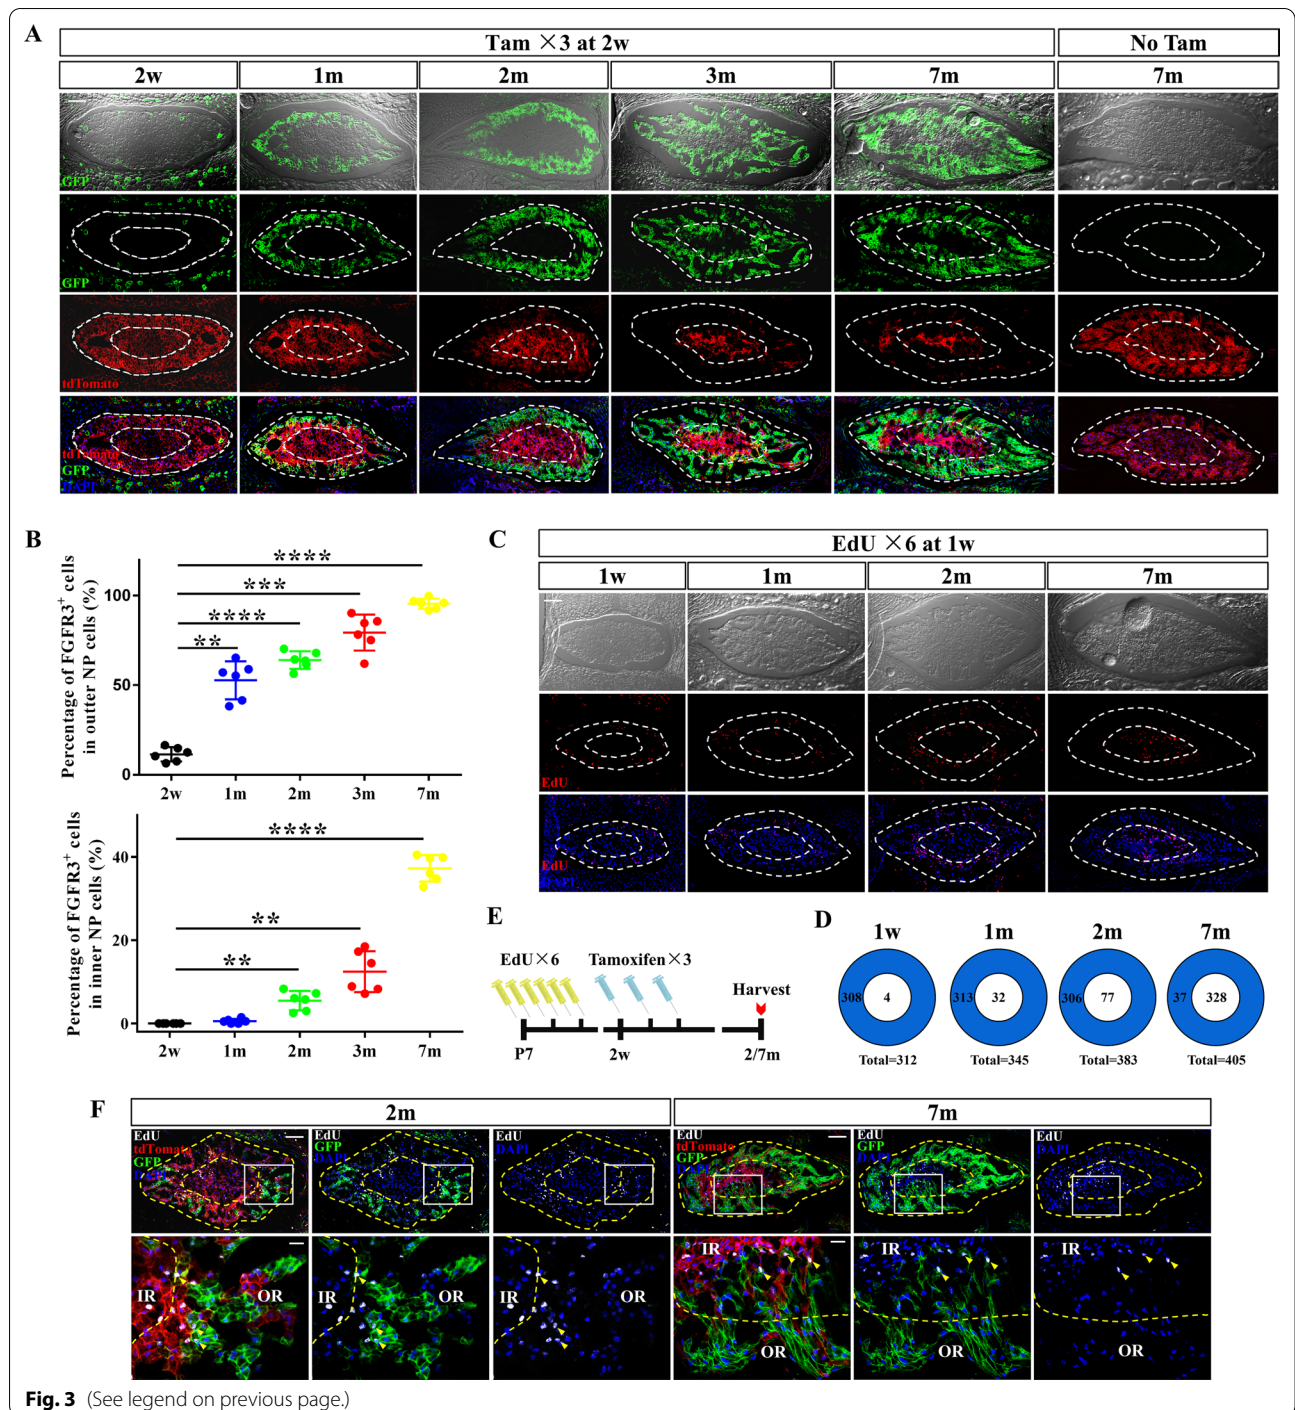 A
Tam ×3 at 2w
No Tam
2w 1m 2m 3m 7m 7m
GFP
GFP
tdTomato
tdTomato
GFP
DAPI
B
Percentage of FGFR3+ cells
in outter NP cells (%)
100
50
0
**
****
***
****
2w 1m 2m 3m 7m
Percentage of FGFR3+ cells
in inner NP cells (%)
40
20
0
**
**
****
2w 1m 2m 3m 7m
C
EdU ×6 at 1w
1w 1m 2m 7m
EdU
EdU
DAPI
E
EdU×6 Tamoxifen×3
Harvest
P7 2w 2/7m
D
1w 1m 2m 7m
308 4 313 32 306 77 37 328
Total=312 Total=345 Total=383 Total=405
F
2m 7m
EdU
tdTomato
GFP
DAPI
EdU
GFP
DAPI
EdU
DAPI
EdU
tdTomato
GFP
DAPI
EdU
GFP
DAPI
EdU
DAPI
IR OR IR OR IR OR IR OR IR OR IR OR
Fig. 3 (See legend on previous page.)